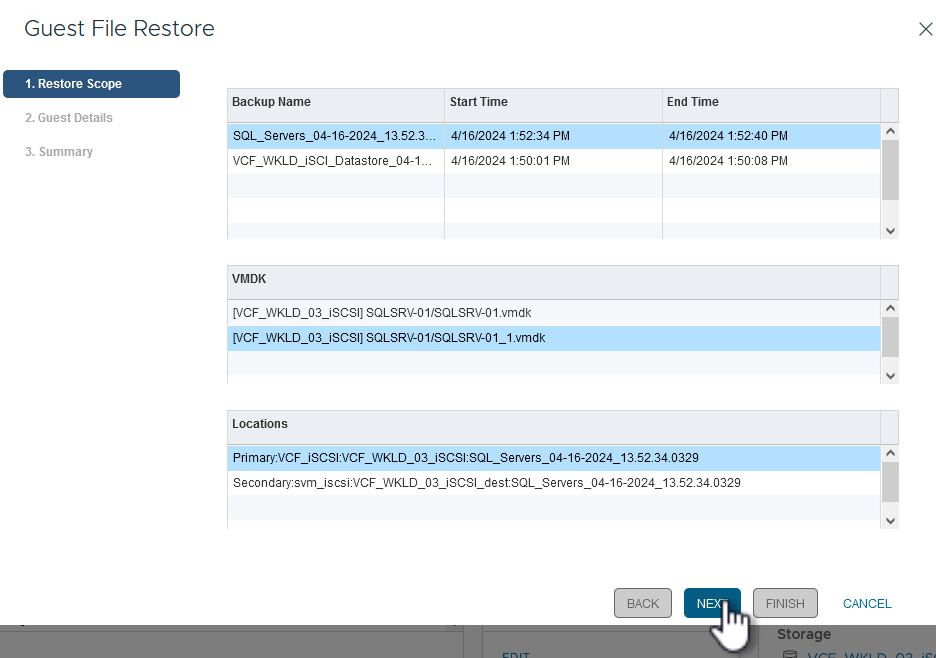 Guest File Restore
1. Restore Scope
2. Guest Details
3. Summary
Backup Name Start Time End Time
SQL_Servers_04-16-2024_13.52.3... 4/16/2024 1:52:34 PM 4/16/2024 1:52:40 PM
VCF_WKLD_iSCI_Datastore_04-1... 4/16/2024 1:50:01 PM 4/16/2024 1:50:08 PM
VMDK
[VCF_WKLD_03_iSCSI] SQLSRV-01/SQLSRV-01.vmdk
[VCF_WKLD_03_iSCSI] SQLSRV-01/SQLSRV-01_1.vmdk
Locations
Primary:VCF_iSCSI:VCF_WKLD_03_iSCSI:SQL_Servers_04-16-2024_13.52.34.0329
Secondary:svm_iscsi:VCF_WKLD_03_iSCSI_dest:SQL_Servers_04-16-2024_13.52.34.0329
BACK NEXT FINISH CANCEL
Storage
EDIT